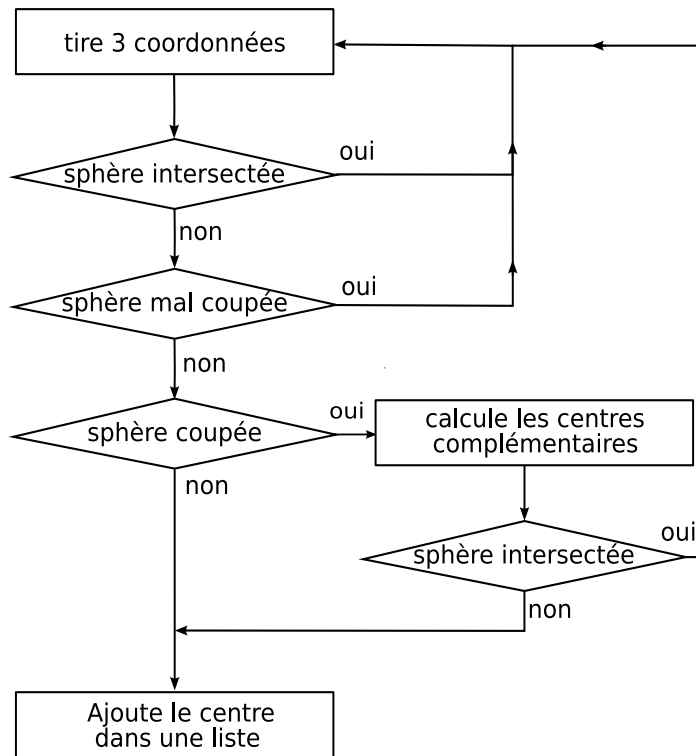 tire 3 coordonnées
sphère intersectée
oui
non
sphère mal coupée
oui
non
sphère coupée
oui
non
calcule les centres
complémentaires
sphère intersectée
oui
non
Ajoute le centre
dans une liste